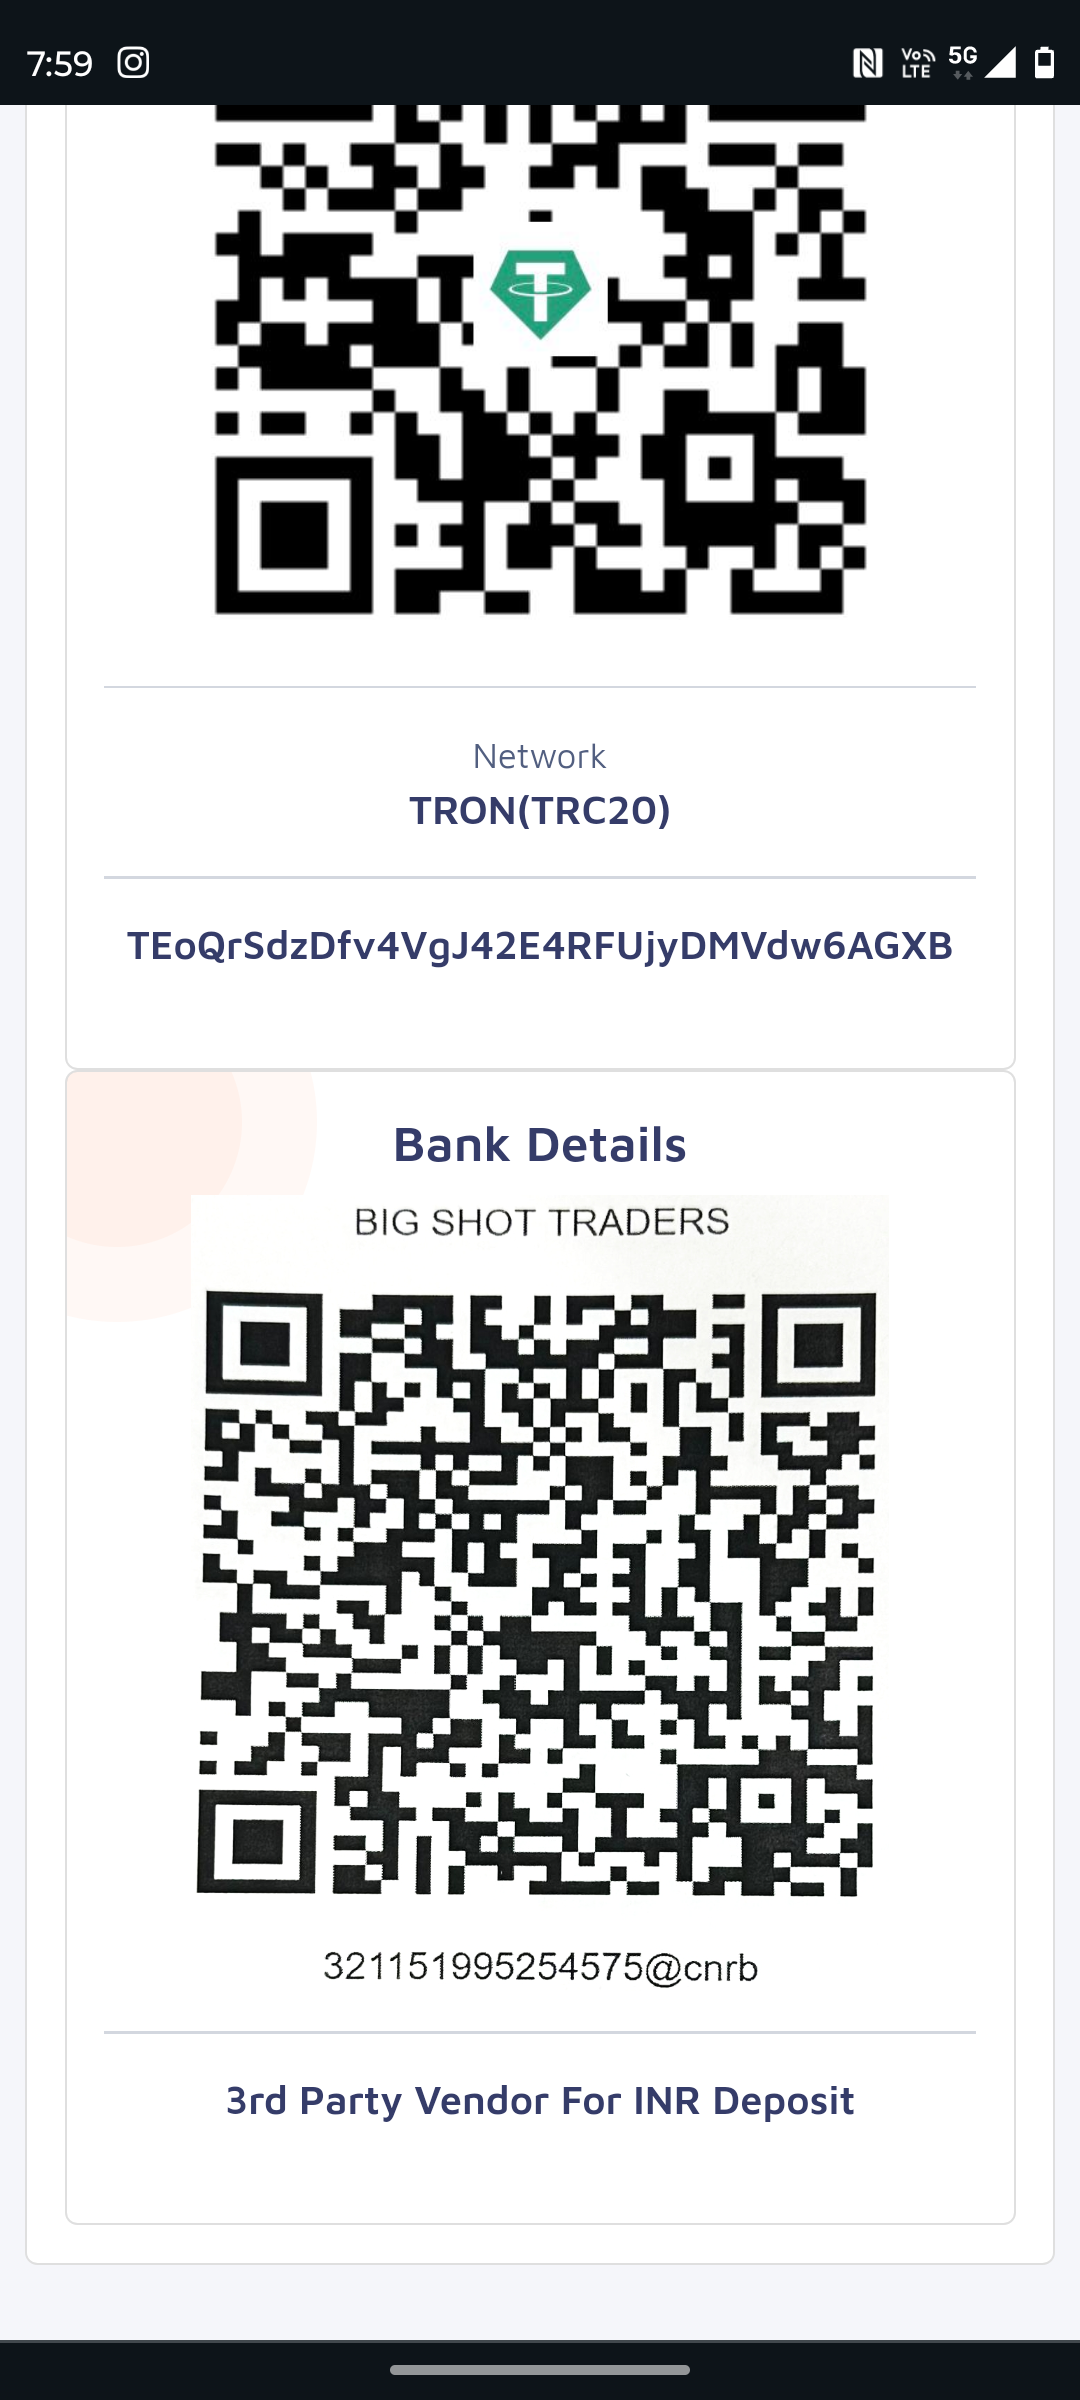 7:59
Vo
LTE
5G
Network
TRON(TRC20)
TEoQrSdzDfv4VgJ42E4RFUjyDMVdw6AGXB
Bank Details
BIG SHOT TRADERS
321151995254575@cnrb
3rd Party Vendor For INR Deposit